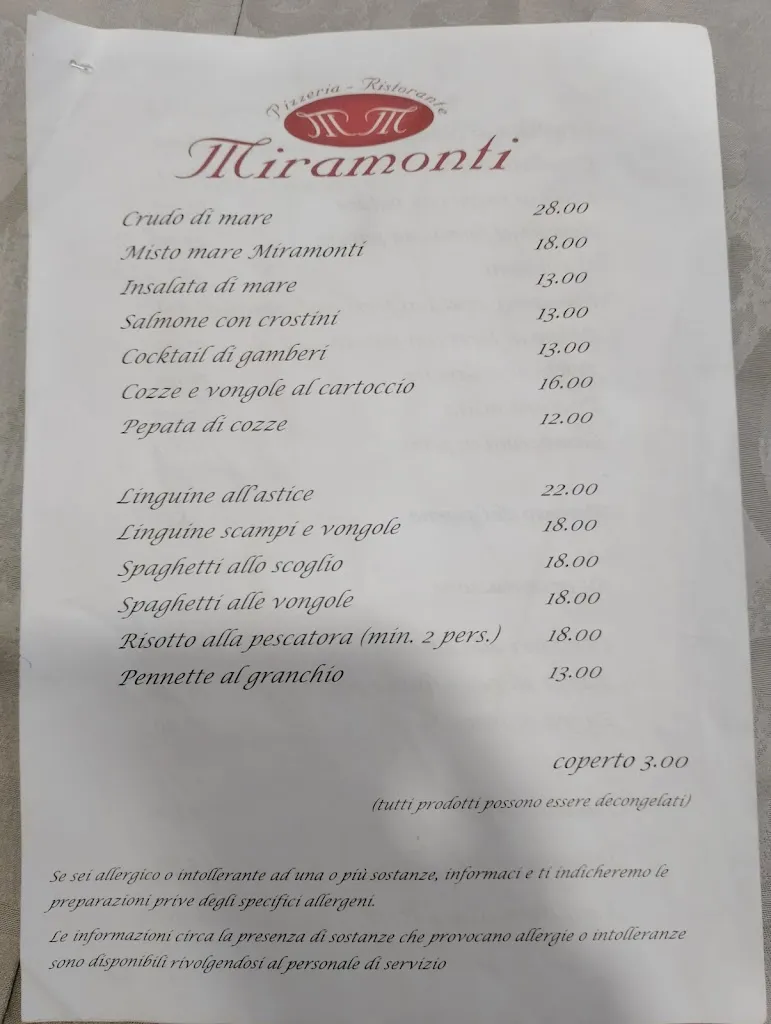 Pizzeria - Ristorante
Miramonti
Crudo di mare 28.00
Misto mare Miramonti 18.00
Insalata di mare 13.00
Salmone con crostini 13.00
Cocktail di gamberi 13.00
Cozze e vongole al cartoccio 16.00
Pepata di cozze 12.00
Linguine all'astice 22.00
Linguine scampi e vongole 18.00
Spaghetti allo scoglio 18.00
Spaghetti alle vongole 18.00
Risotto alla pescatora (min. 2 pers.) 18.00
Pennette al granchio 13.00
coperto 3.00
(tutti prodotti possono essere decongelati)
Se sei allergico o intollerante ad una o più sostanze, informaci e ti indicheremo le
preparazioni prive degli specifici allergeni.
Le informazioni circa la presenza di sostanze che provocano allergie o intolleranze
sono disponibili rivolgendosi al personale di servizio